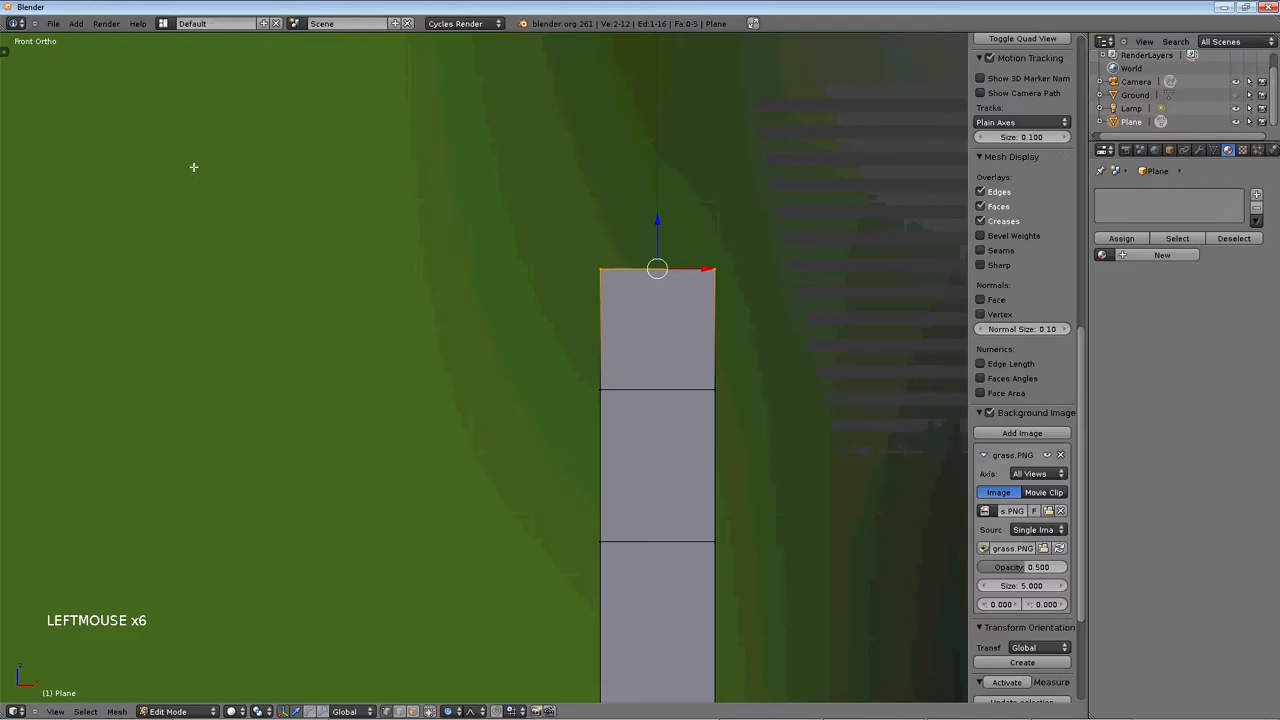 Blender
File Add Render Help Default Scene Cycles Render blender.org 261 | Ve:2-12 | Ed:1-16 | Fa:0-5 | Plane
View Search All Scenes
Front Ortho
Toggle Quad View
RenderLayers
World
Camera
Ground
Lamp
Plane
Motion Tracking
Show 3D Marker Nam
Show Camera Path
Tracks:
Plain Axes
Size: 0.100
Mesh Display
Overlays:
Edges
Faces
Creases
Bevel Weights
Seams
Sharp
Normals:
Face
Vertex
Normal Size: 0.10
Numerics:
Edge Length
Faces Angles
Face Area
Plane
Assign Select Deselect
New
Background Image
Add Image
grass.PNG
Axis: All Views
Image Movie Clip
s.PNG F
Sourc Single Ima
grass.PNG
Opacity: 0.500
Size: 5.000
: 0.000 : 0.000
Transform Orientation
Transf Global
Create
Activate Measure
LEFTMOUSE x6
(1) Plane
View Select Mesh Edit Mode Global